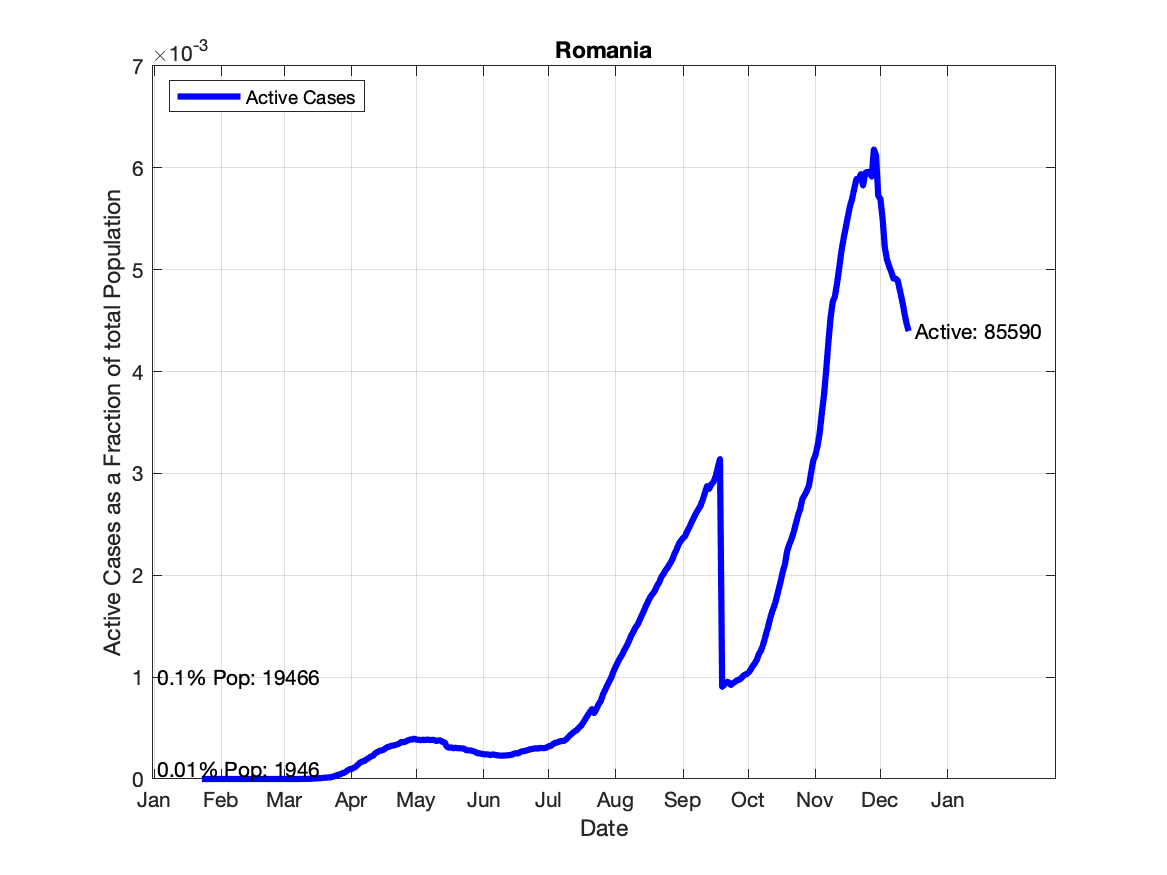 Romania
×10-3
7
6
5
4
3
2
1
0
Active Cases as a Fraction of total Population
Active Cases
Active: 85590
0.1% Pop: 19466
0.01% Pop: 1946
Jan Feb Mar Apr May Jun Jul Aug Sep Oct Nov Dec Jan
Date